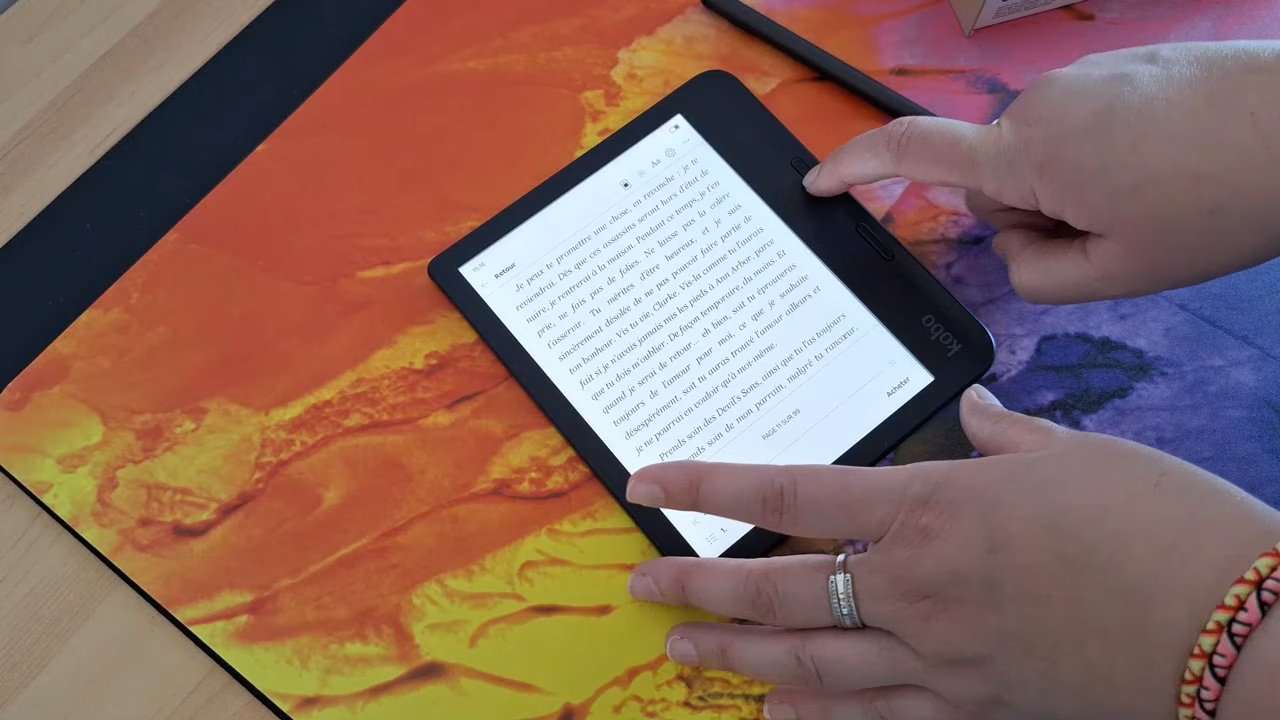 Retour
Aa
Je peux te promettre une chose, en revanche : je te
reviendrai. Dès que ces assassins seront hors d'état de
nuire, je rentrerai à la maison. Pendant ce temps, je t'en
prie, ne fais pas de folies. Ne laisse pas la colère
t'asservir. Tu mérites d'être heureux, et je suis
sincèrement désolée de ne pas pouvoir faire partie de
ton bonheur. Vis ta vie, Clarke. Vis-la comme tu l'aurais
fait si je n'avais jamais mis les pieds à Ann Arbor, parce
que tu dois m'oublier. De façon temporaire, du moins. Et
quand je serai de retour... eh bien, soit tu éprouveras
toujours de l'amour pour moi, ce que je souhaite
désespérément, soit tu auras trouvé l'amour ailleurs et
je ne pourrai en vouloir qu'à moi-même.
Prends soin des Devil's Sons, ainsi que tu l'as toujours
prends soin de mon parrain, malgré ta rancœur.
PAGE 11 SUR 99
Acheter
1.
kobo